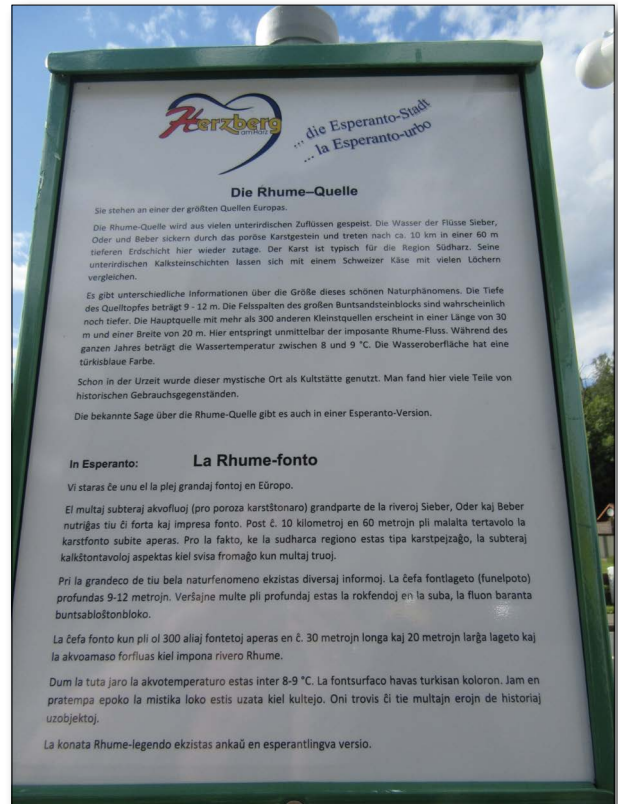 Herzberg
am Harz
... die Esperanto-Stadt
... la Esperanto-urbo
Die Rhume–Quelle
Sie stehen an einer der größten Quellen Europas.
Die Rhume-Quelle wird aus vielen unterirdischen Zuflüssen gespeist. Die Wasser der Flüsse Sieber,
Oder und Beber sickern durch das poröse Karstgestein und treten nach ca. 10 km in einer 60 m
tieferen Erdschicht hier wieder zutage. Der Karst ist typisch für die Region Südharz. Seine
unterirdischen Kalksteinschichten lassen sich mit einem Schweizer Käse mit vielen Löchern
vergleichen.
Es gibt unterschiedliche Informationen über die Größe dieses schönen Naturphänomens. Die Tiefe
des Quelltopfes beträgt 9 - 12 m. Die Felsspalten des großen Buntsandsteinblocks sind wahrscheinlich
noch tiefer. Die Hauptquelle mit mehr als 300 anderen Kleinstquellen erscheint in einer Länge von 30
m und einer Breite von 20 m. Hier entspringt unmittelbar der imposante Rhume-Fluss. Während des
ganzen Jahres beträgt die Wassertemperatur zwischen 8 und 9 °C. Die Wasseroberfläche hat eine
türkisblaue Farbe.
Schon in der Urzeit wurde dieser mystische Ort als Kultstätte genutzt. Man fand hier viele Teile von
historischen Gebrauchsgegenständen.
Die bekannte Sage über die Rhume-Quelle gibt es auch in einer Esperanto-Version.
In Esperanto: La Rhume-fonto
Vi staras ĉe unu el la plej grandaj fontoj en Eŭropo.
El multaj subteraj akvofluoj (pro poroza karstŝtonaro) grandparte de la riveroj Sieber, Oder kaj Beber
nutriĝas tiu ĉi forta kaj impresa fonto. Post ĉ. 10 kilometroj en 60 metrojn pli malalta tertavolo la
karstfonto subite aperas. Pro la fakto, ke la sudharca regiono estas tipa karstpejzaĝo, la subteraj
kalkŝtontavoloj aspektas kiel svisa fromaĝo kun multaj truoj.
Pri la grandeco de tiu bela naturfenomeno ekzistas diversaj informoj. La ĉefa fontlageto (funelpoto)
profundas 9-12 metrojn. Verŝajne multe pli profundaj estas la rokfendoj en la suba, la fluon baranta
buntsabloŝtonbloko.
La ĉefa fonto kun pli ol 300 aliaj fontetoj aperas en ĉ. 30 metrojn longa kaj 20 metrojn larĝa lageto kaj
la akvoamaso forfluas kiel impona rivero Rhume.
Dum la tuta jaro la akvotemperaturo estas inter 8-9 °C. La fontsurfaco havas turkisan koloron. Jam en
pratempa epoko la mistika loko estis uzata kiel kultejo. Oni trovis ĉi tie multajn erojn de historiaj
uzobjektoj.
La konata Rhume-legendo ekzistas ankaŭ en esperantlingva versio.